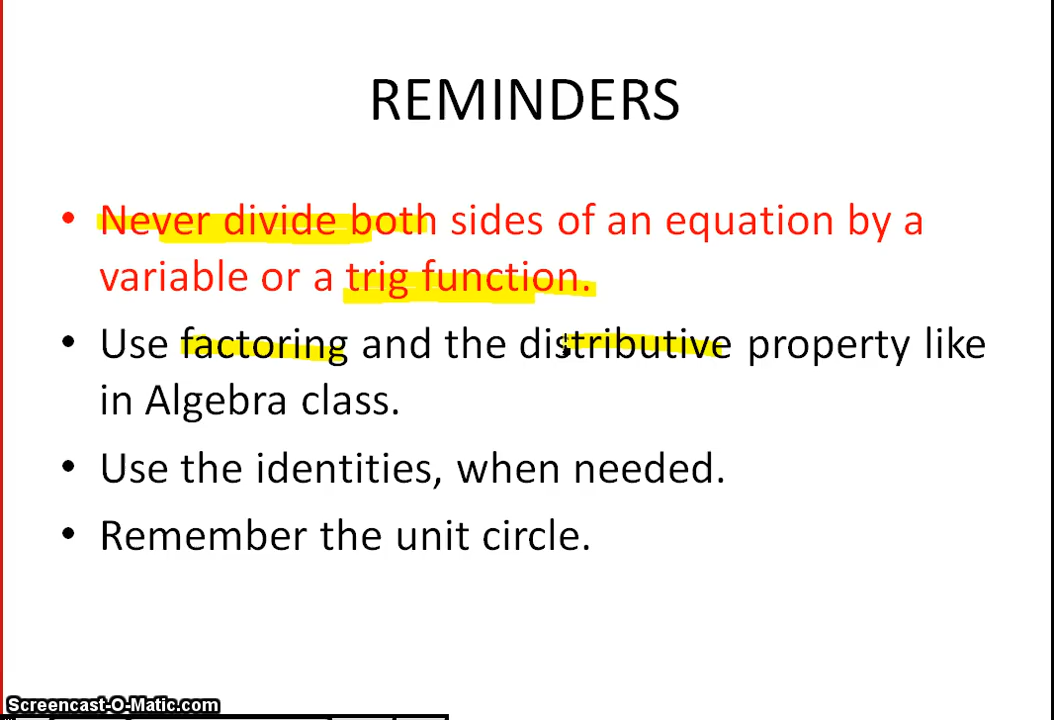 REMINDERS
• Never divide both sides of an equation by a
variable or a trig function.
• Use factoring and the distributive property like
in Algebra class.
• Use the identities, when needed.
• Remember the unit circle.
Screencast-O-Matic.com